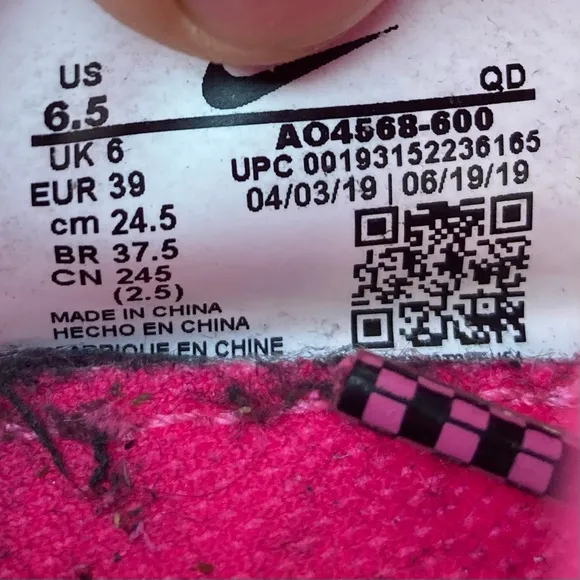 US
6.5
UK 6
EUR 39
cm 24.5
BR 37.5
CN 245
(2.5)
MADE IN CHINA
HECHO EN CHINA
FABRIQUE EN CHINE
QD
AO4568-600
UPC 00193152236165
04/03/19 | 06/19/19